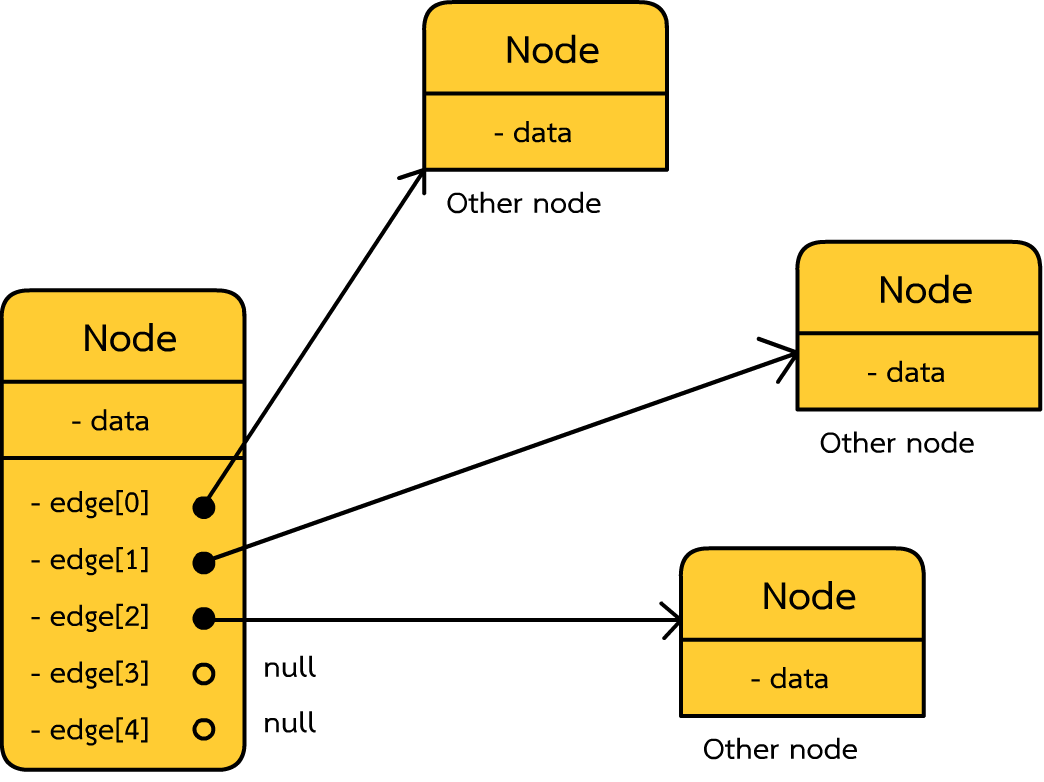 Node
- data
Other node
Node
- data
Other node
Node
- data
- edge[0]
- edge[1]
- edge[2]
- edge[3]
null
- edge[4]
null
Node
- data
Other node